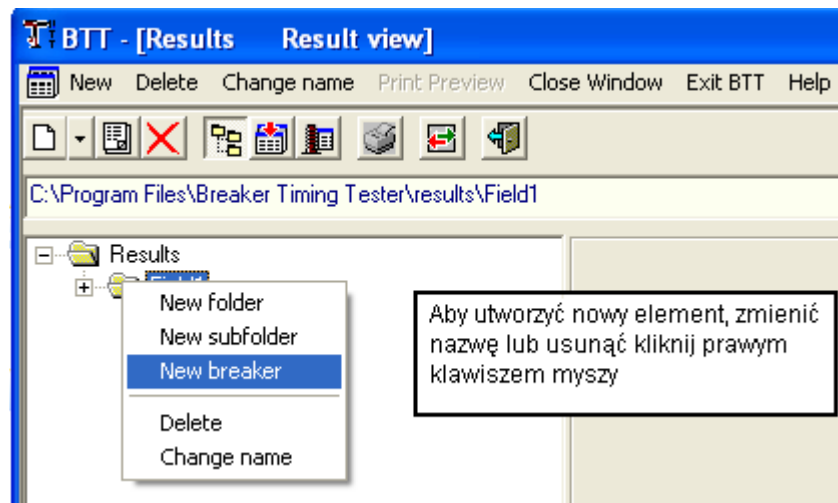 BTT - [Results Result view]
New Delete Change name Print Preview Close Window Exit BTT Help
C:\Program Files\Breaker Timing Tester\results\Field1
Results
New folder
New subfolder
New breaker
Delete
Change name
Aby utworzyć nowy element, zmienić
nazwę lub usunąć kliknij prawym
klawiszem myszy